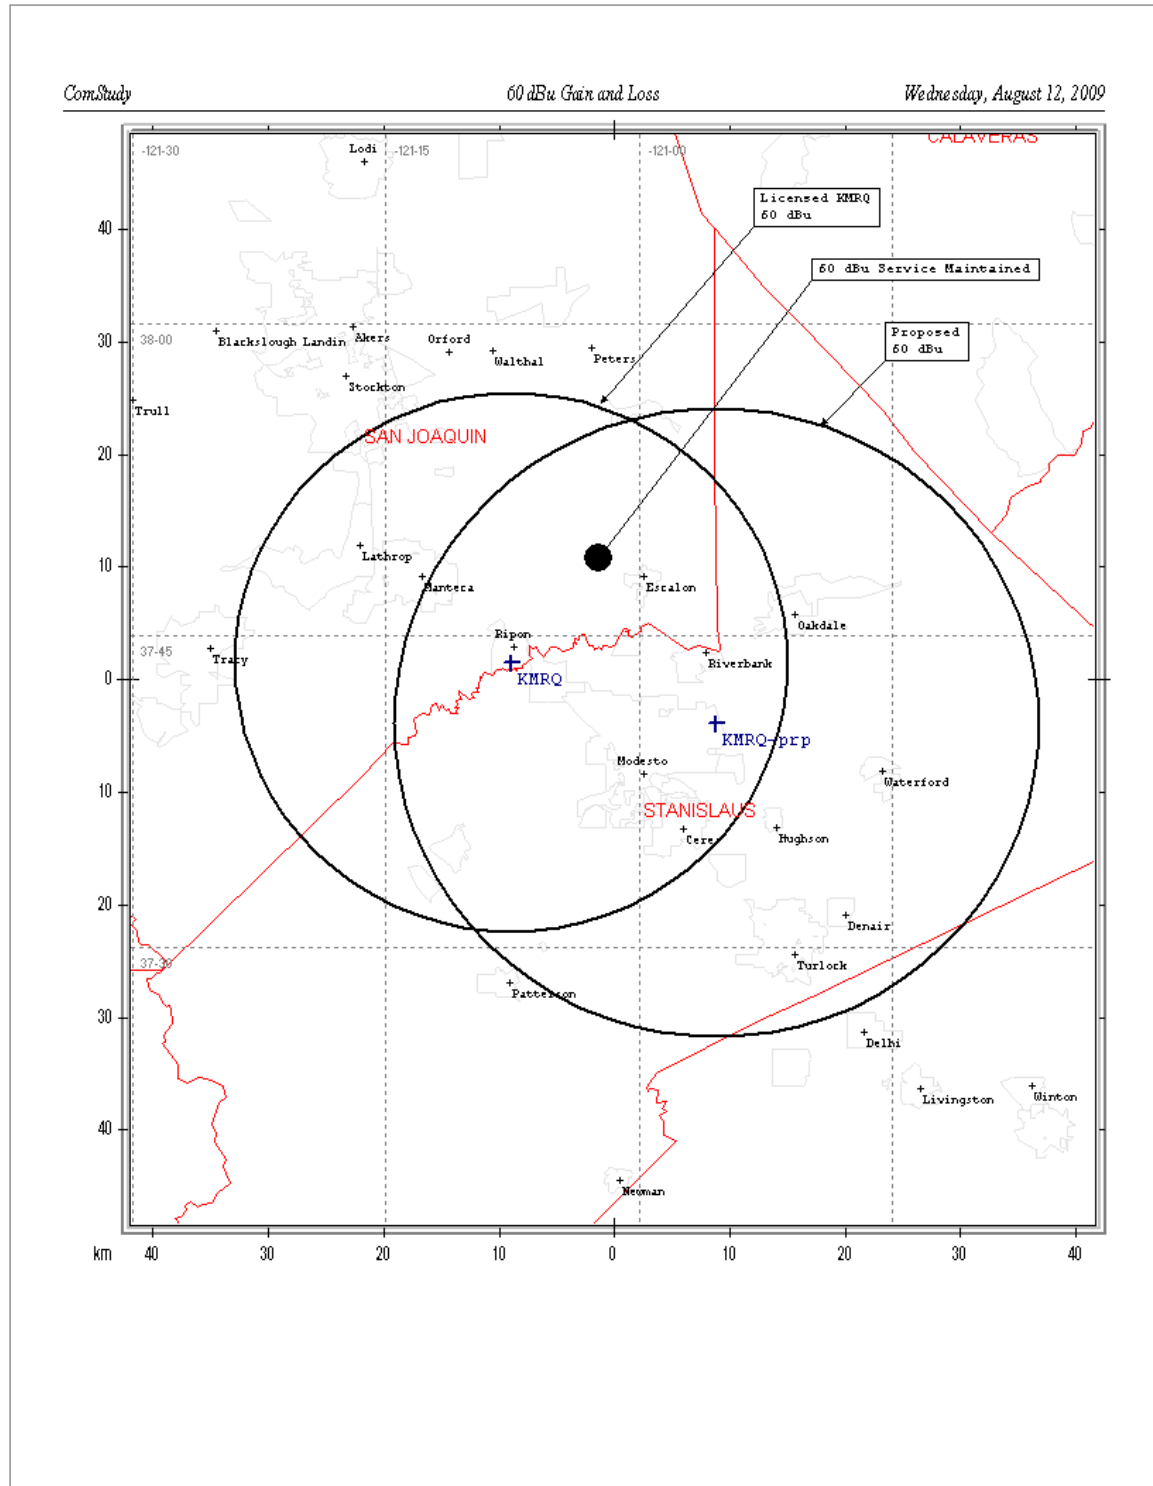 ComStudy
60 dBu Gain and Loss
Wednesday, August 12, 2009
CALAVERAS
-121-30
Lodi
-121-15
-121-00
Licensed KMRQ
60 dBu
40
60 dBu Service Maintained
30
38-00
Blackslough Landin
Akers
Orford
Walthal
Peters
Proposed
60 dBu
Stockton
Trull
20
SAN JOAQUIN
10
Lathrop
Manteca
Escalon
Oakdale
37-45
Tracy
Ripon
Riverbank
0
KMRQ
KMRQ-prp
Modesto
Waterford
10
STANISLAUS
Ceres
Hughson
20
Denair
37-30
Turlock
Patterson
30
Delhi
Livingston
Winton
40
Newman
km
40
30
20
10
0
10
20
30
40